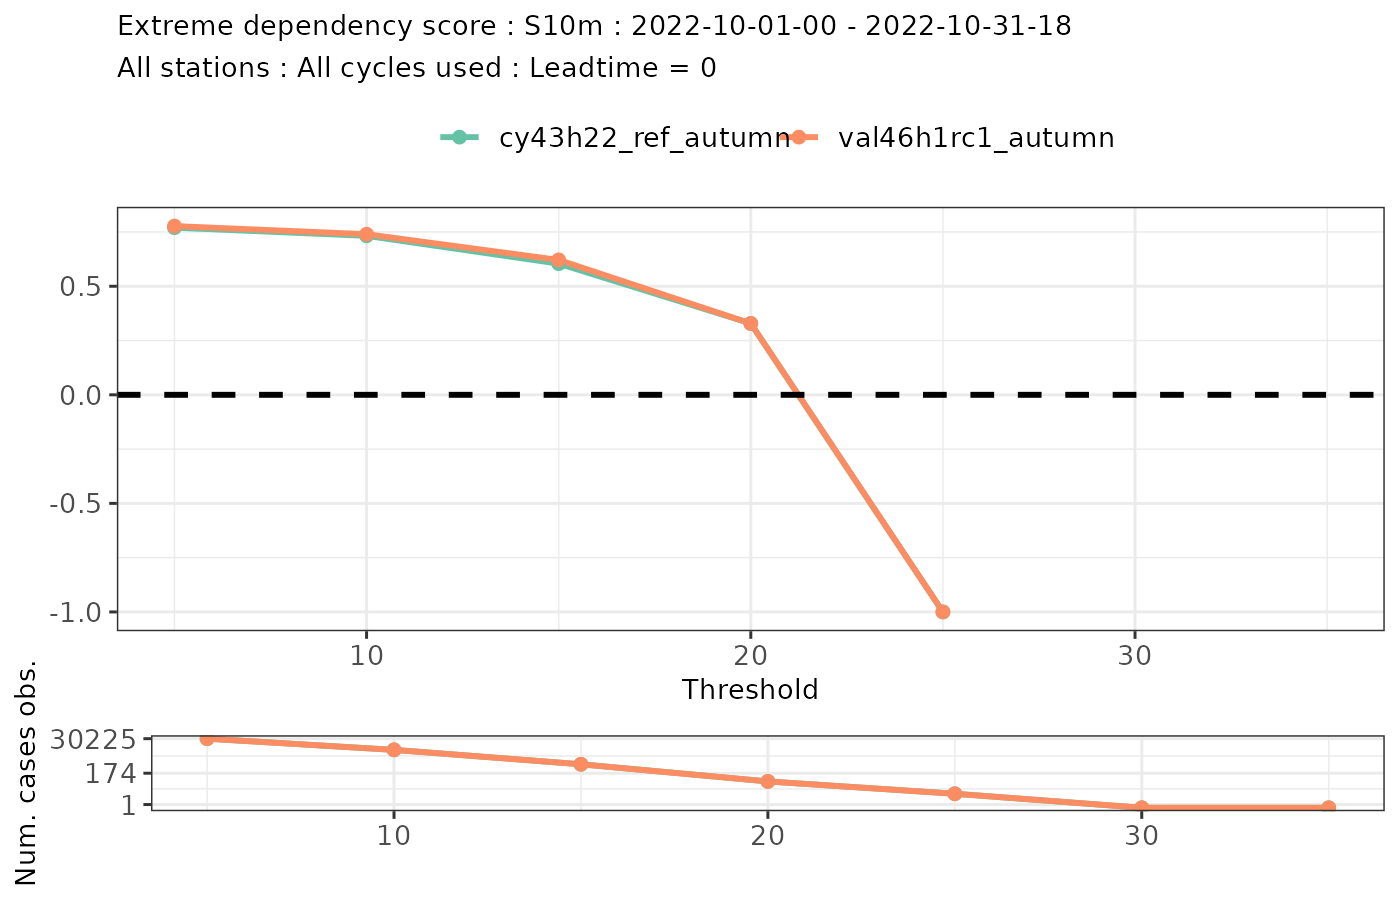 Extreme dependency score : S10m : 2022-10-01-00 - 2022-10-31-18
All stations : All cycles used : Leadtime = 0
cy43h22_ref_autumn val46h1rc1_autumn
0.5
0.0
-0.5
-1.0
10 20 30
Threshold
Num. cases obs.
30225
174
1
10 20 30